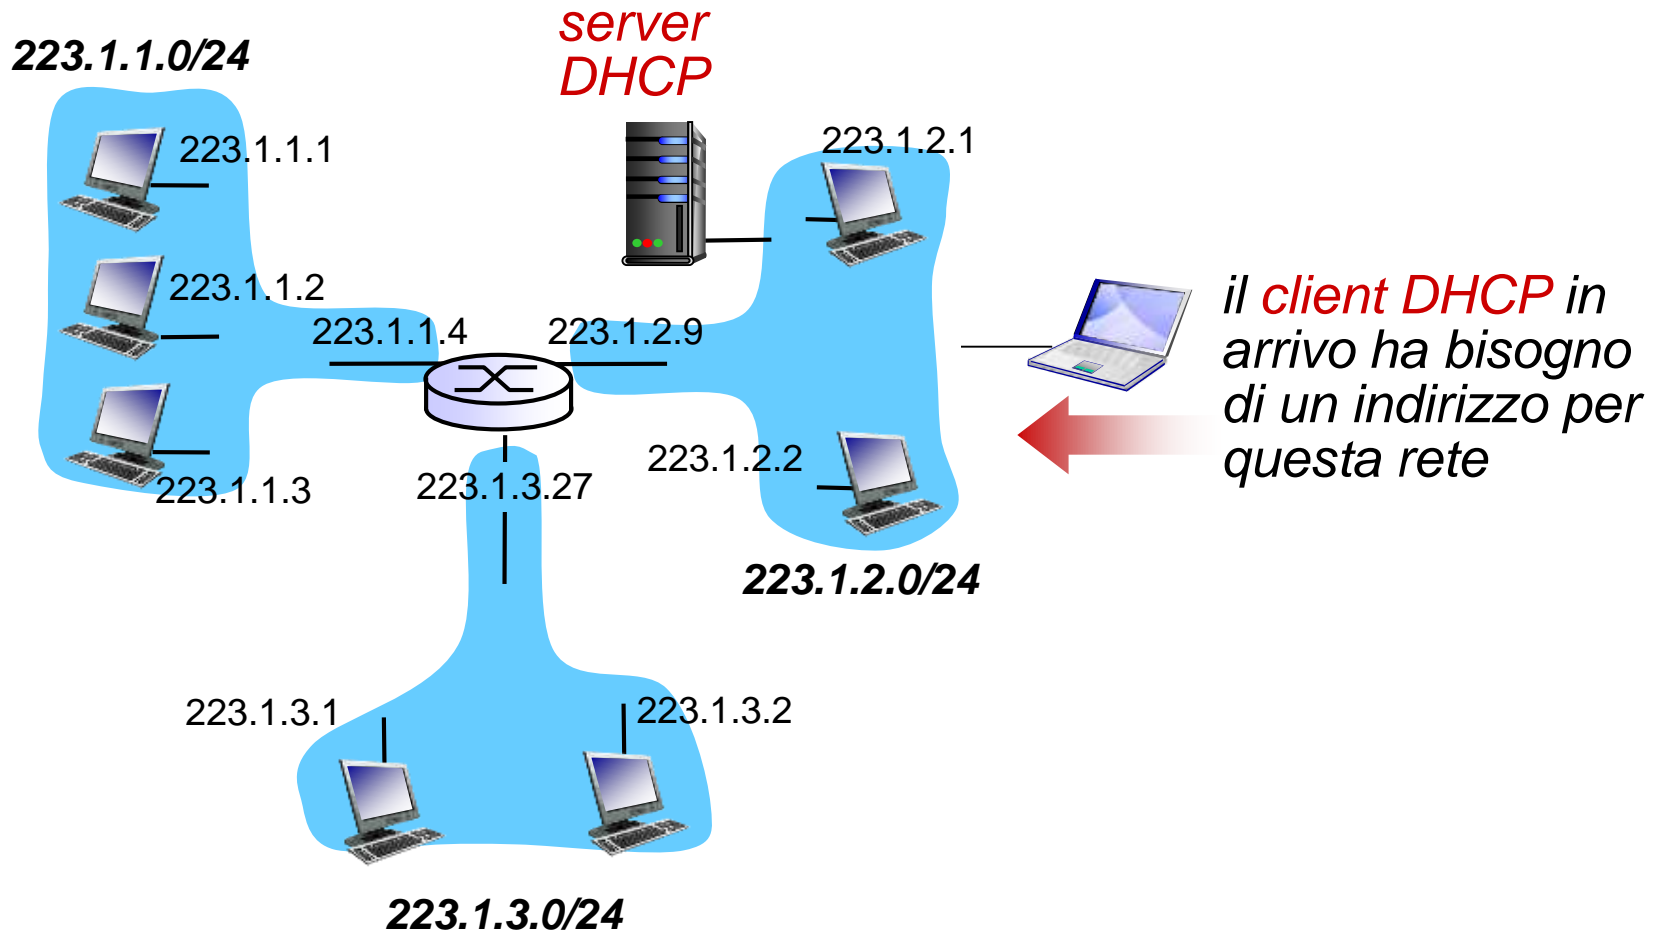 223.1.1.0/24
server
DHCP
223.1.1.1
223.1.2.1
223.1.1.2
223.1.1.4
223.1.2.9
il client DHCP in
arrivo ha bisogno
di un indirizzo per
questa rete
223.1.2.2
223.1.1.3
223.1.3.27
223.1.2.0/24
223.1.3.1
223.1.3.2
223.1.3.0/24